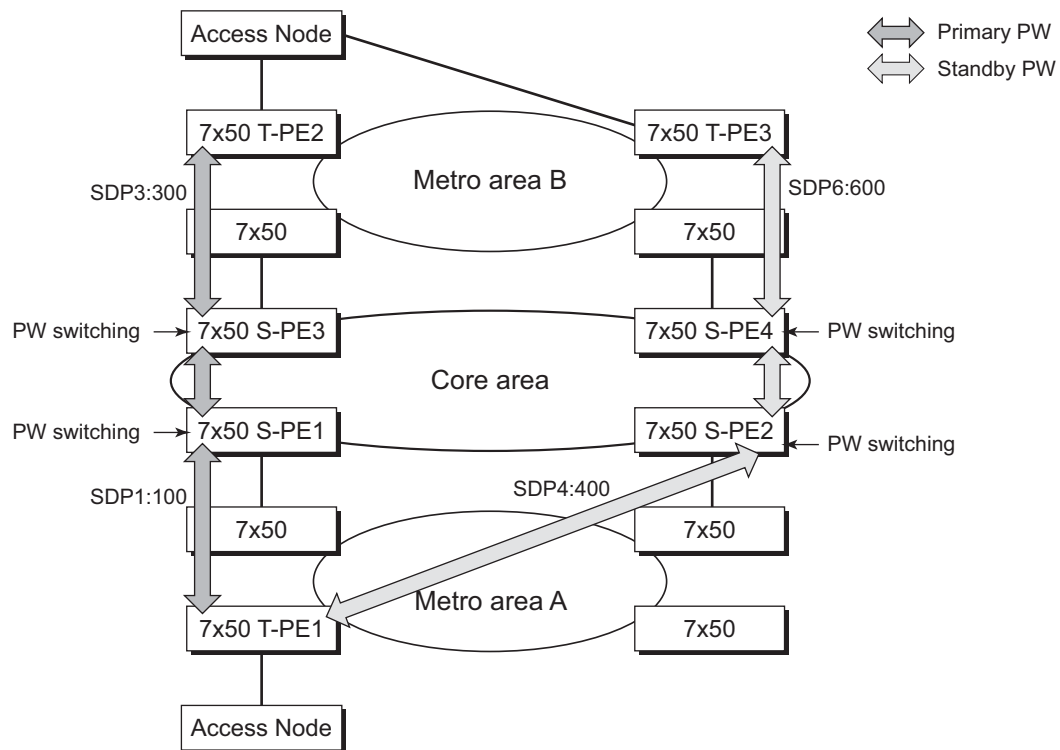 Access Node
Primary PW
Standby PW
7x50 T-PE2
7x50 T-PE3
Metro area B
SDP3:300
SDP6:600
7x50
7x50
PW switching
7x50 S-PE3
7x50 S-PE4
PW switching
Core area
PW switching
7x50 S-PE1
7x50 S-PE2
PW switching
SDP1:100
SDP4:400
7x50
7x50
Metro area A
7x50 T-PE1
7x50
Access Node